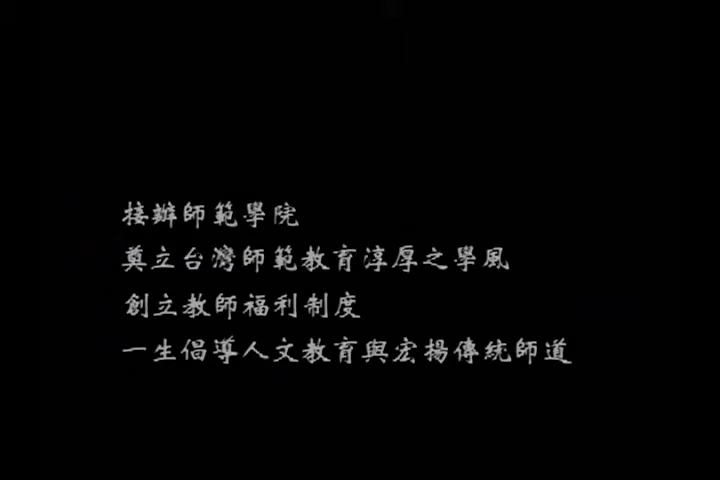 接辦師範學院
奠立台灣師範教育淳厚之學風
創立教師福利制度
一生倡導人文教育與宏揚傳統師道